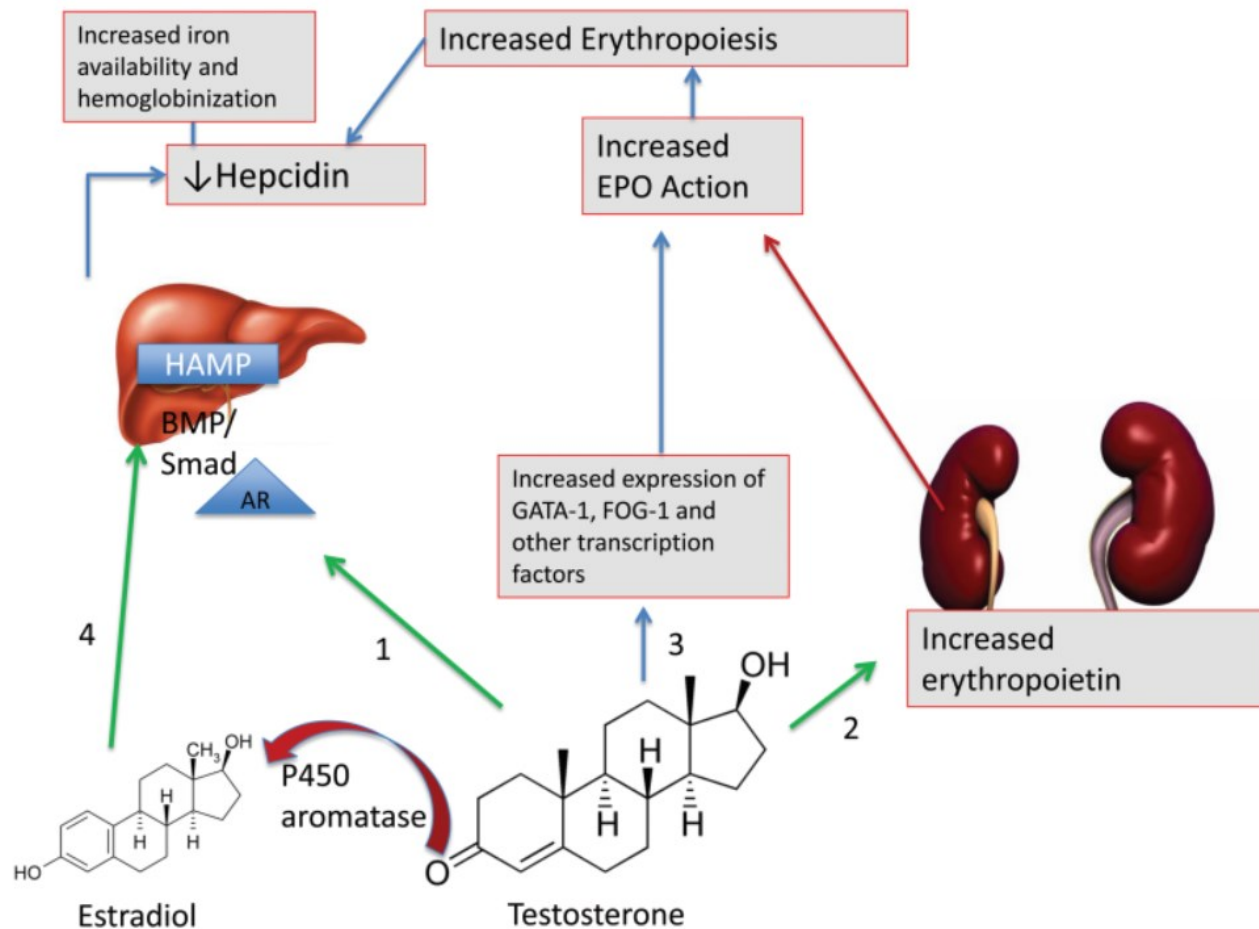 Increased iron
availability and
hemoglobinization
Increased Erythropoiesis
↓Hepcidin
Increased
EPO Action
HAMP
BMP/
Smad
AR
Increased expression of
GATA-1, FOG-1 and
other transcription
factors
4
1
3
2
Increased
erythropoietin
OH
H
H
H
O
CH3
OH
H
H
H
HO
P450
aromatase
Estradiol
Testosterone